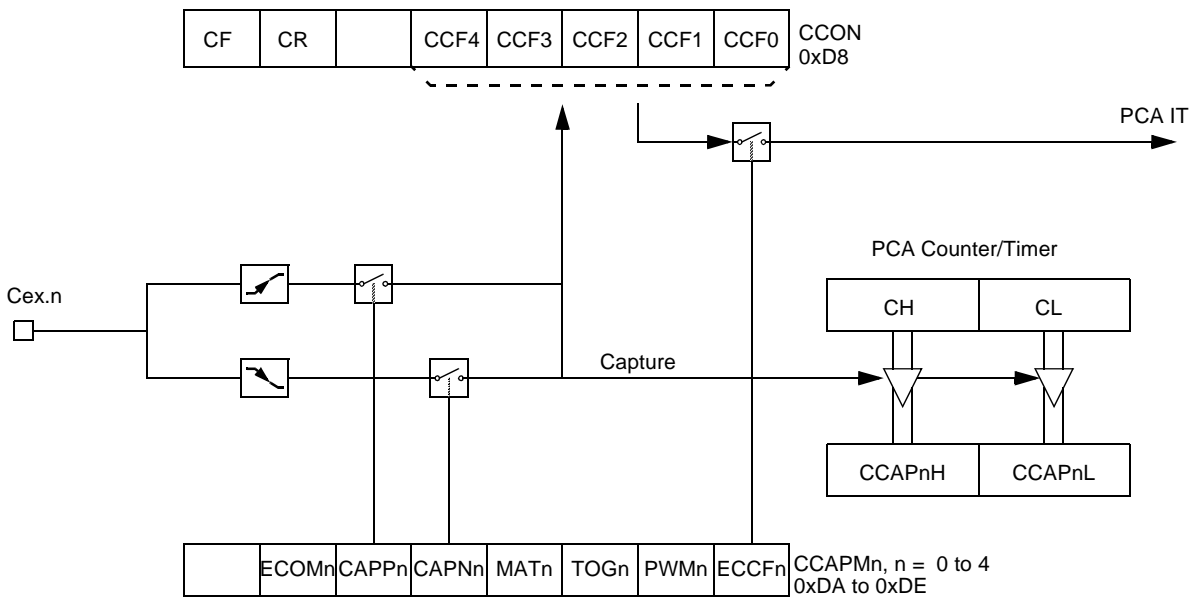 CF CR CCF4 CCF3 CCF2 CCF1 CCF0 CCON
0xD8
PCA IT
PCA Counter/Timer
Cex.n
CH CL
Capture
CCAPnH CCAPnL
ECOMn CAPPn CAPNn MATn TOGn PWMn ECCFn CCAPMn, n = 0 to 4
0xDA to 0xDE